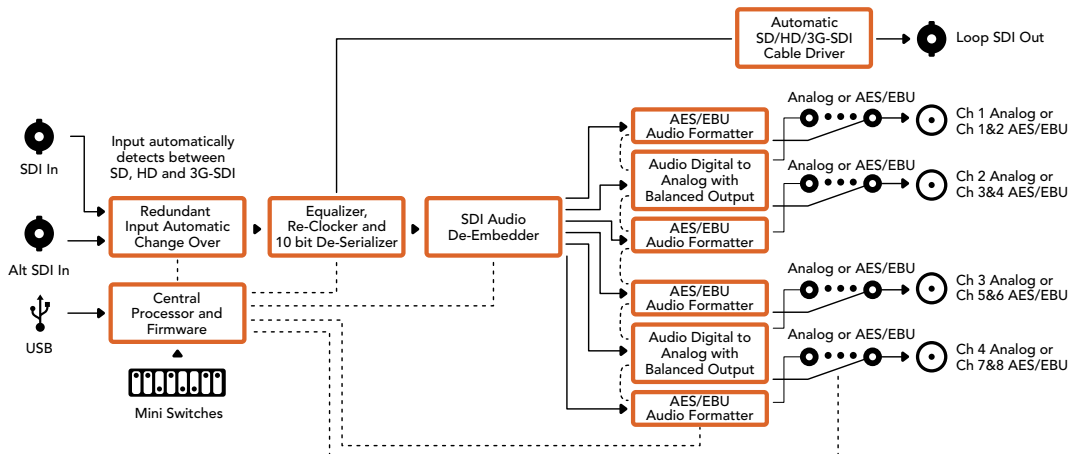 Automatic
SD/HD/3G-SDI
Cable Driver
Loop SDI Out
SDI In
Input automatically
detects between
SD, HD and 3G-SDI
Alt SDI In
Redundant
Input Automatic
Change Over
Equalizer,
Re-Clocker and
10 bit De-Serializer
SDI Audio
De-Embedder
USB
Central
Processor and
Firmware
Mini Switches
AES/EBU
Audio Formatter
Audio Digital to
Analog with
Balanced Output
AES/EBU
Audio Formatter
AES/EBU
Audio Formatter
Audio Digital to
Analog with
Balanced Output
AES/EBU
Audio Formatter
Analog or AES/EBU
Ch 1 Analog or
Ch 1&2 AES/EBU
Analog or AES/EBU
Ch 2 Analog or
Ch 3&4 AES/EBU
Analog or AES/EBU
Ch 3 Analog or
Ch 5&6 AES/EBU
Analog or AES/EBU
Ch 4 Analog or
Ch 7&8 AES/EBU